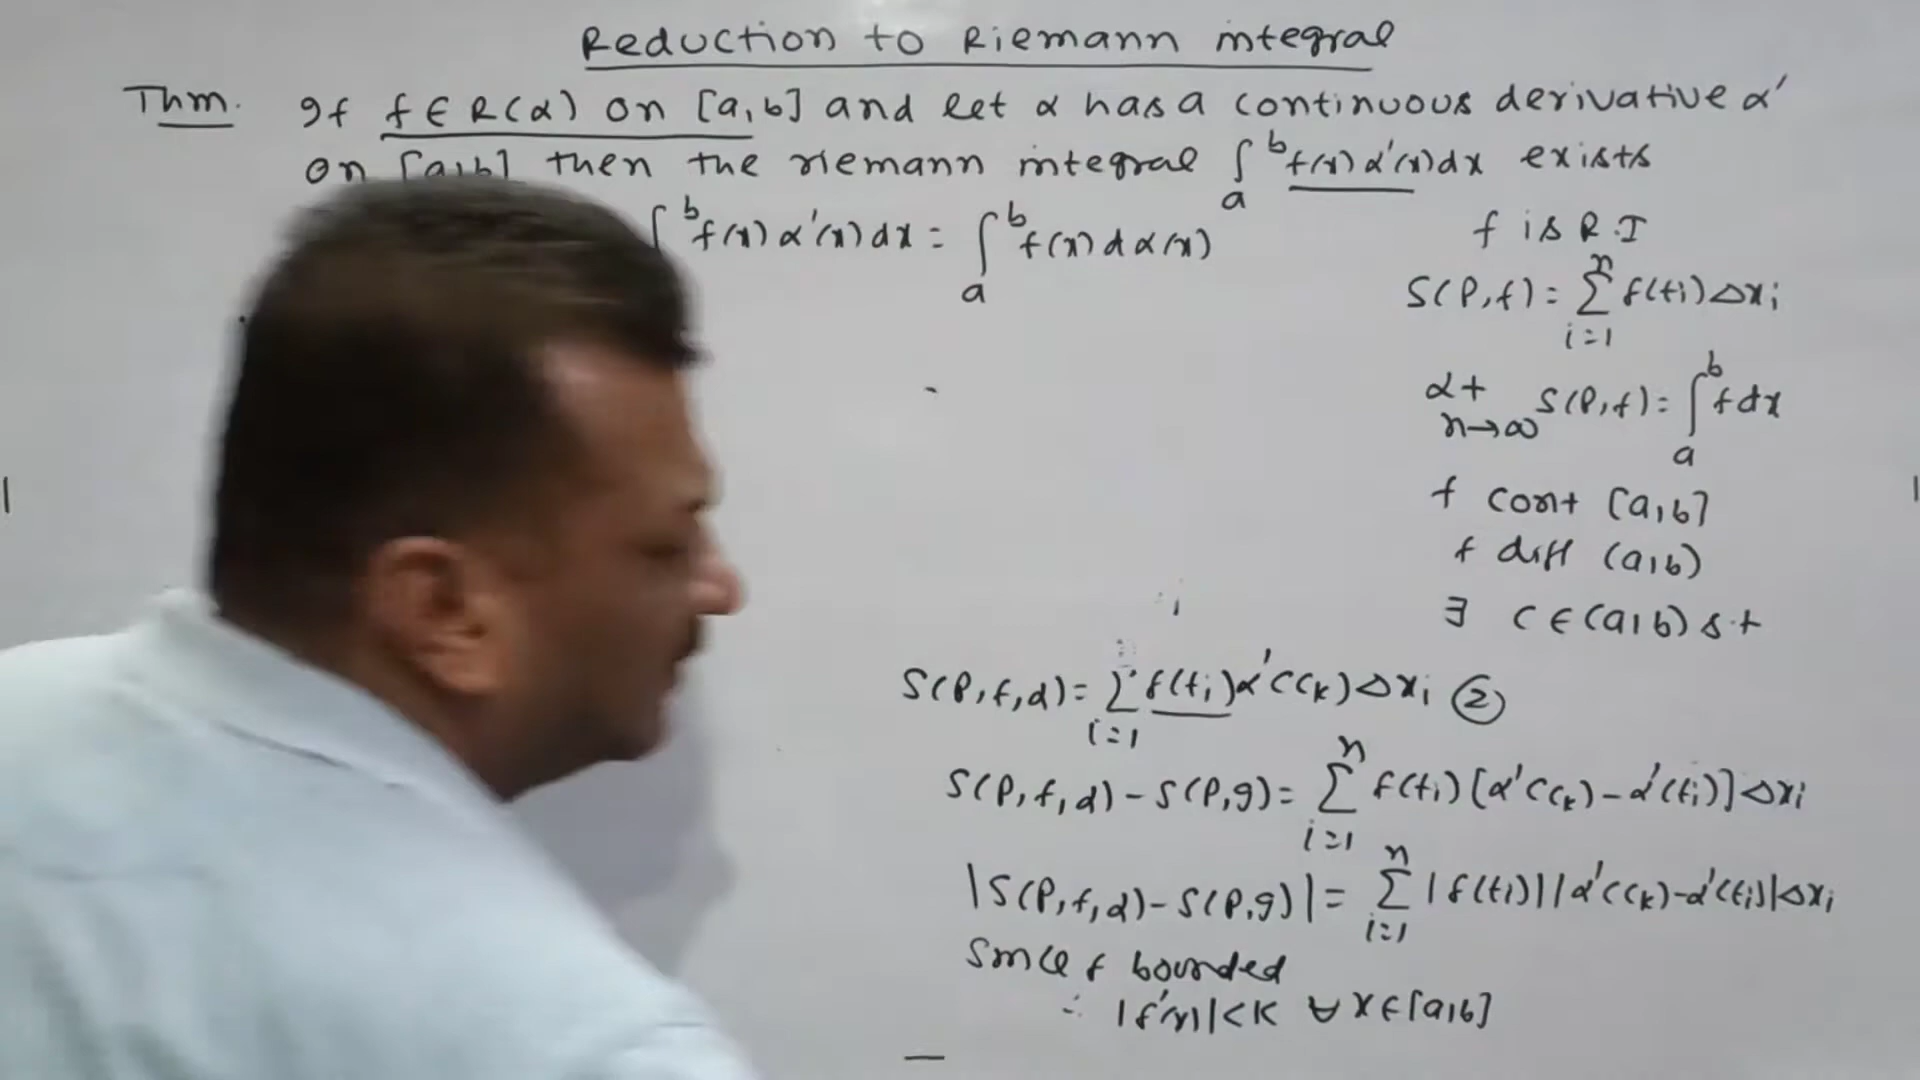 Reduction to Riemann integral
Thm. If f ∈ R(α) on [a,b] and let α has a continuous derivative α'
on [a,b] then the riemann integral ∫_a^b f(x) α'(x) dx exists
∫^b f(x) α'(x) dx = ∫_a^b f(x) d α(x)
f is R.I
S(P,f) = Σ_{i=1}^n f(ti) Δxi
Lt_{n→∞} S(P,f) = ∫_a^b f dx
f cont [a,b]
f diff (a,b)
∃ c ∈ (a,b) s.t
S(P,f,α) = Σ_{i=1} f(ti) α'(ck) Δxi ②
S(P,f,α) - S(P,g) = Σ_{i=1}^n f(ti) [α'(ck) - α'(ti)] Δxi
|S(P,f,α) - S(P,g)| = Σ_{i=1}^n |f(ti)| |α'(ck) - α'(ti)| Δxi
Since f bounded
∴ |f(x)| < K ∀ x ∈ [a,b]